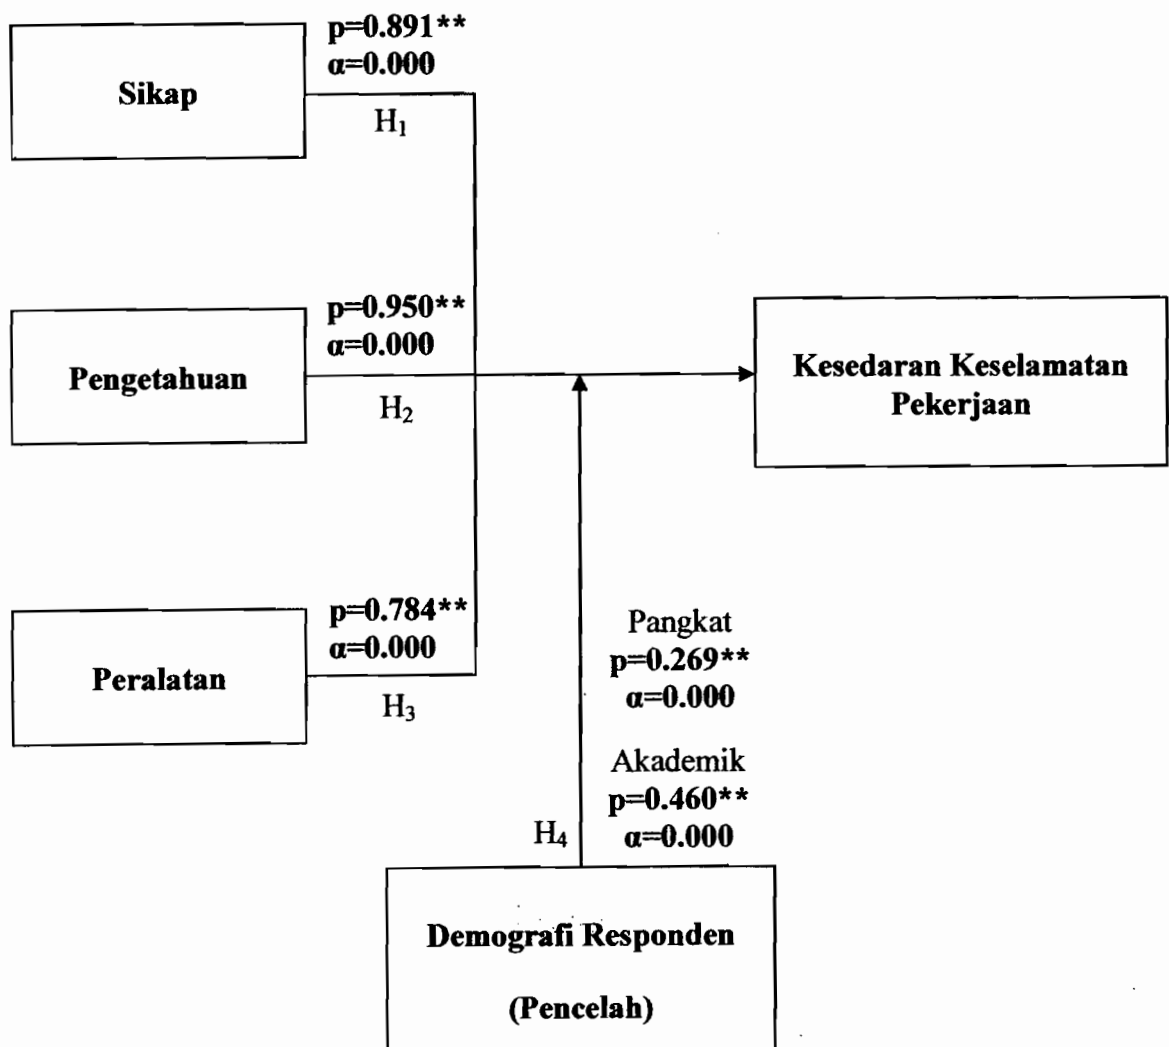 p=0.891**
α=0.000
Sikap
H₁
p=0.950**
α=0.000
Pengetahuan
H₂
Kesedaran Keselamatan
Pekerjaan
p=0.784**
α=0.000
Peralatan
H₃
Pangkat
p=0.269**
α=0.000
Akademik
p=0.460**
α=0.000
H₄
Demografi Responden
(Pencelah)